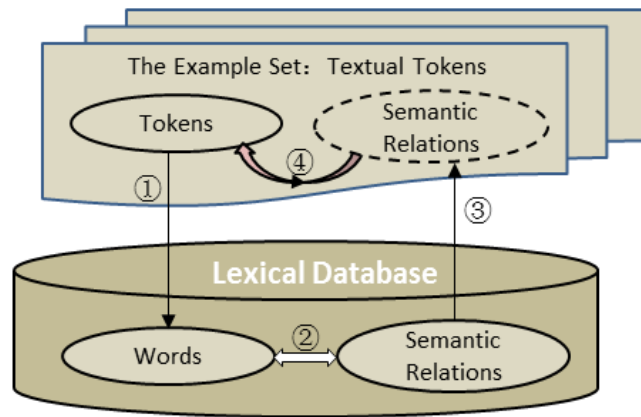 The Example Set: Textual Tokens
Tokens
Semantic
Relations
④
①
③
Lexical Database
Words
②
Semantic
Relations